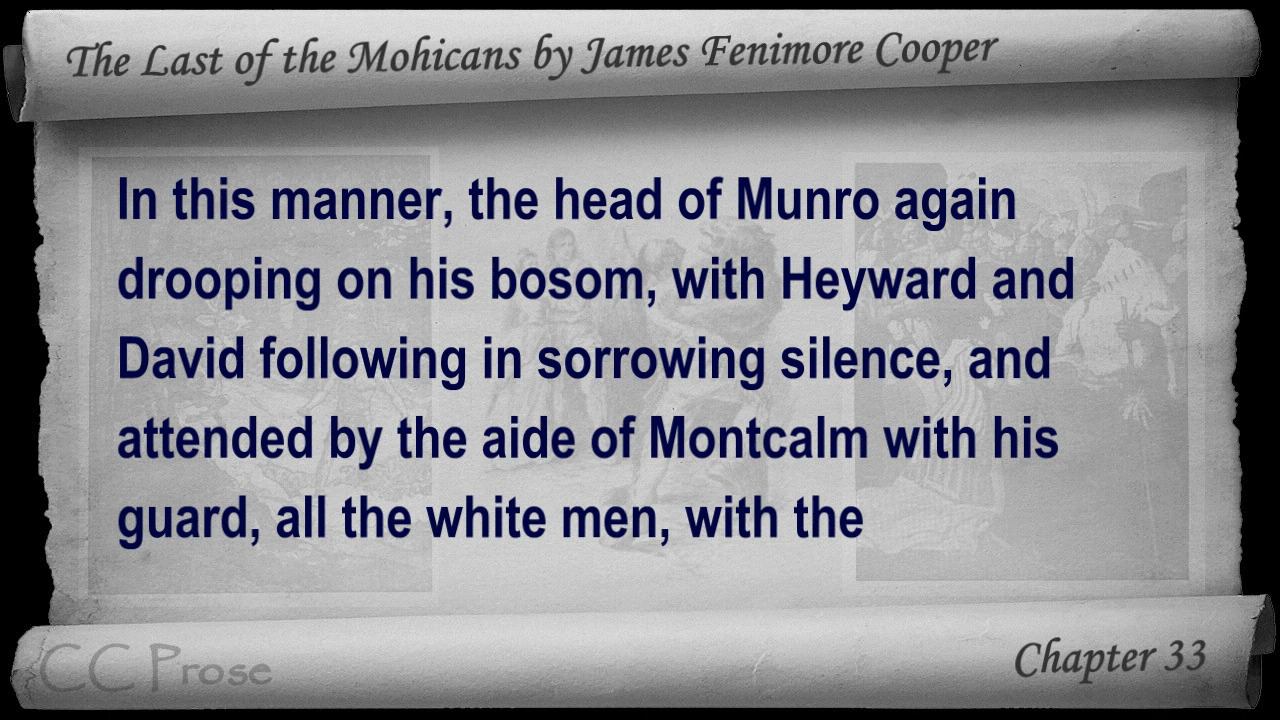 The Last of the Mohicans by James Fenimore Cooper
In this manner, the head of Munro again
drooping on his bosom, with Heyward and
David following in sorrowing silence, and
attended by the aide of Montcalm with his
guard, all the white men, with the
CC Prose
Chapter 33